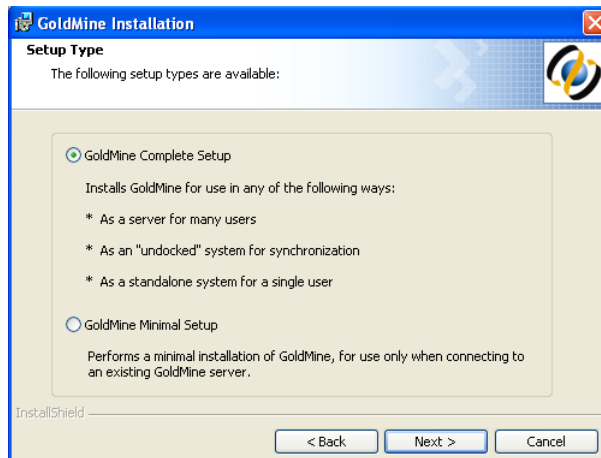 GoldMine Installation
Setup Type
The following setup types are available:
GoldMine Complete Setup
Installs GoldMine for use in any of the following ways:
* As a server for many users
* As an "undocked" system for synchronization
* As a standalone system for a single user
GoldMine Minimal Setup
Performs a minimal installation of GoldMine, for use only when connecting to
an existing GoldMine server.
InstallShield
< Back Next > Cancel